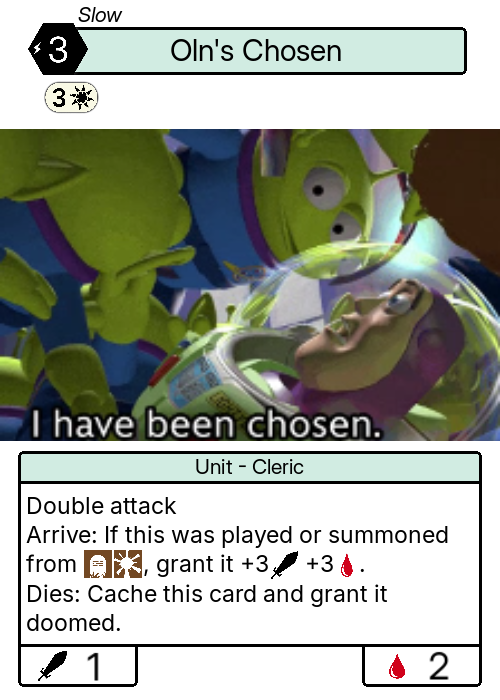 Slow
3
Oln's Chosen
3
I have been chosen.
Unit - Cleric
Double attack
Arrive: If this was played or summoned
from , grant it +3 +3 .
Dies: Cache this card and grant it
doomed.
1
2